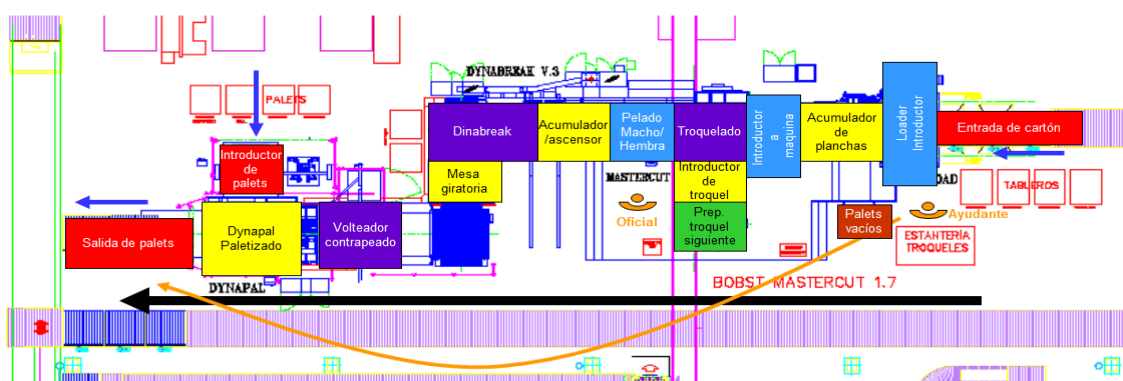 DYNABREAK V.3
PALETS
Dinabreak
Acumulador
/ascensor
Pelado
Macho/
Hembra
Troquelado
Introductor
a
maquina
Acumulador
de
planchas
Loader
Introductor
Entrada de cartón
Introductor
de
palets
Mesa
giratoria
MASTERCUT
Introductor
de
troquel
TABLEROS
Salida de palets
Dynapal
Paletizado
Volteador
contrapeado
Oficial
Prep.
troquel
siguiente
Palets
vacíos
Ayudante
ESTANTERÍA
TROQUELES
DYNAPAL
BOBST MASTERCUT 1.7